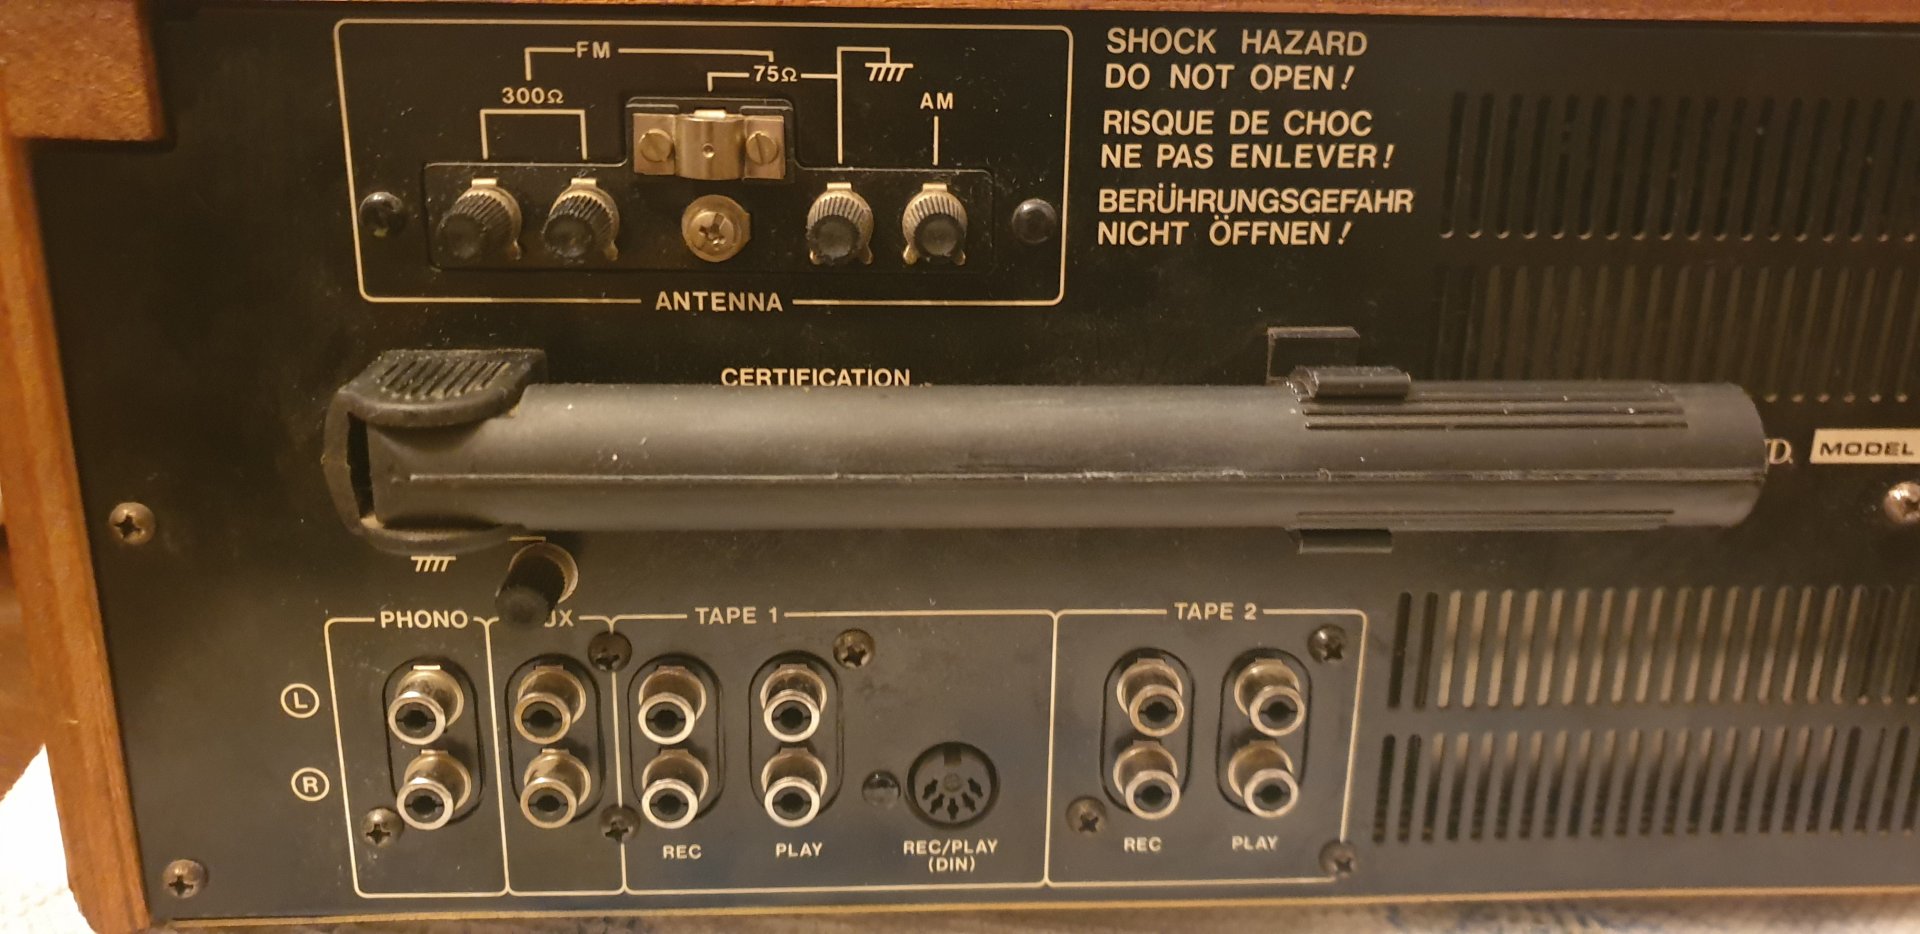 FM
75Ω
300Ω
AM
ANTENNA
SHOCK HAZARD
DO NOT OPEN!
RISQUE DE CHOC
NE PAS ENLEVER!
BERÜHRUNGSGEFAHR
NICHT ÖFFNEN!
CERTIFICATION
D.
MODEL
PHONO
UX
TAPE 1
TAPE 2
L
R
REC
PLAY
REC/PLAY
(DIN)
REC
PLAY